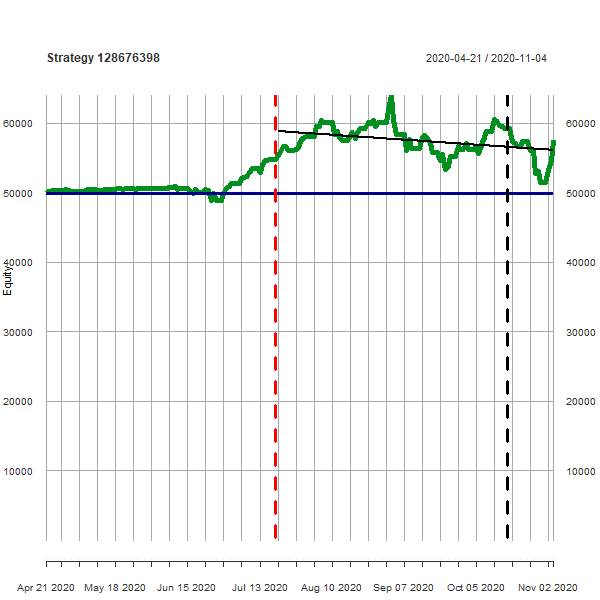 Strategy 128676398
2020-04-21 / 2020-11-04
60000
60000
50000
50000
40000
40000
30000
30000
20000
20000
10000
10000
Equity
Apr 21 2020
May 18 2020
Jun 15 2020
Jul 13 2020
Aug 10 2020
Sep 07 2020
Oct 05 2020
Nov 02 2020